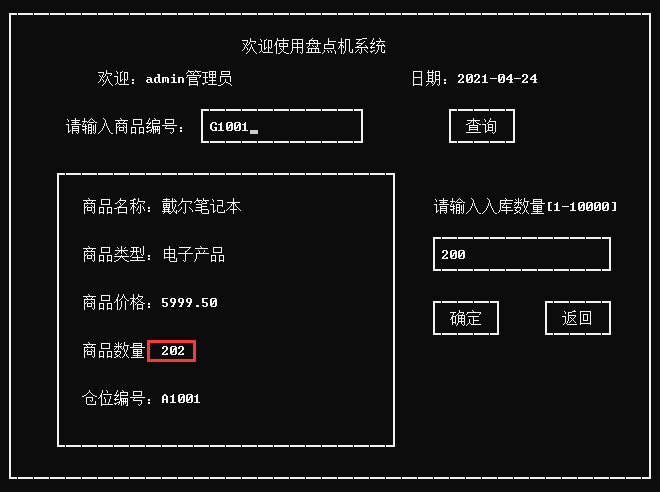 欢迎使用盘点机系统
欢迎：admin管理员 日期：2021-04-24
请输入商品编号： G1001_ 查询
商品名称：戴尔笔记本 请输入入库数量[1-10000]
商品类型：电子产品 200
商品价格：5999.50 确定 返回
商品数量 202
仓位编号：A1001